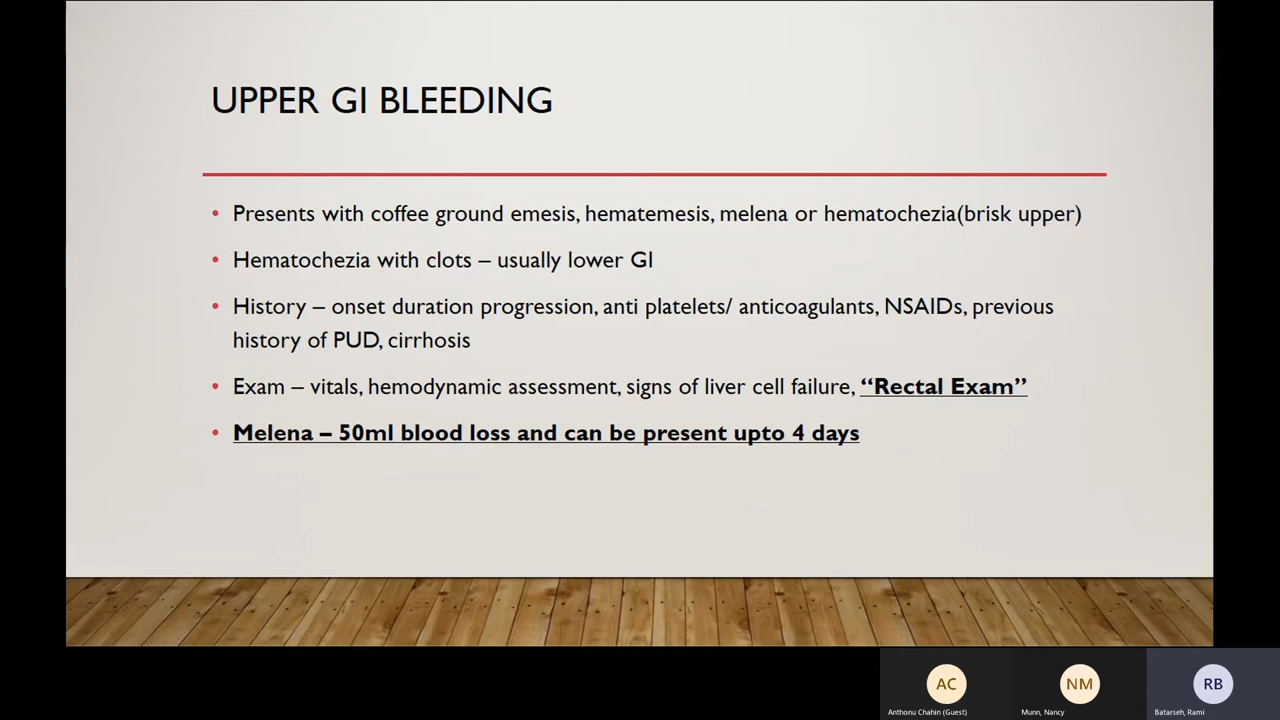 UPPER GI BLEEDING
• Presents with coffee ground emesis, hematemesis, melena or hematochezia(brisk upper)
• Hematochezia with clots – usually lower GI
• History – onset duration progression, anti platelets/ anticoagulants, NSAIDs, previous
history of PUD, cirrhosis
• Exam – vitals, hemodynamic assessment, signs of liver cell failure, “Rectal Exam”
• Melena – 50ml blood loss and can be present upto 4 days
AC
NM
RB
Anthonu Chahin (Guest)
Munn, Nancy
Batarseh, Rami